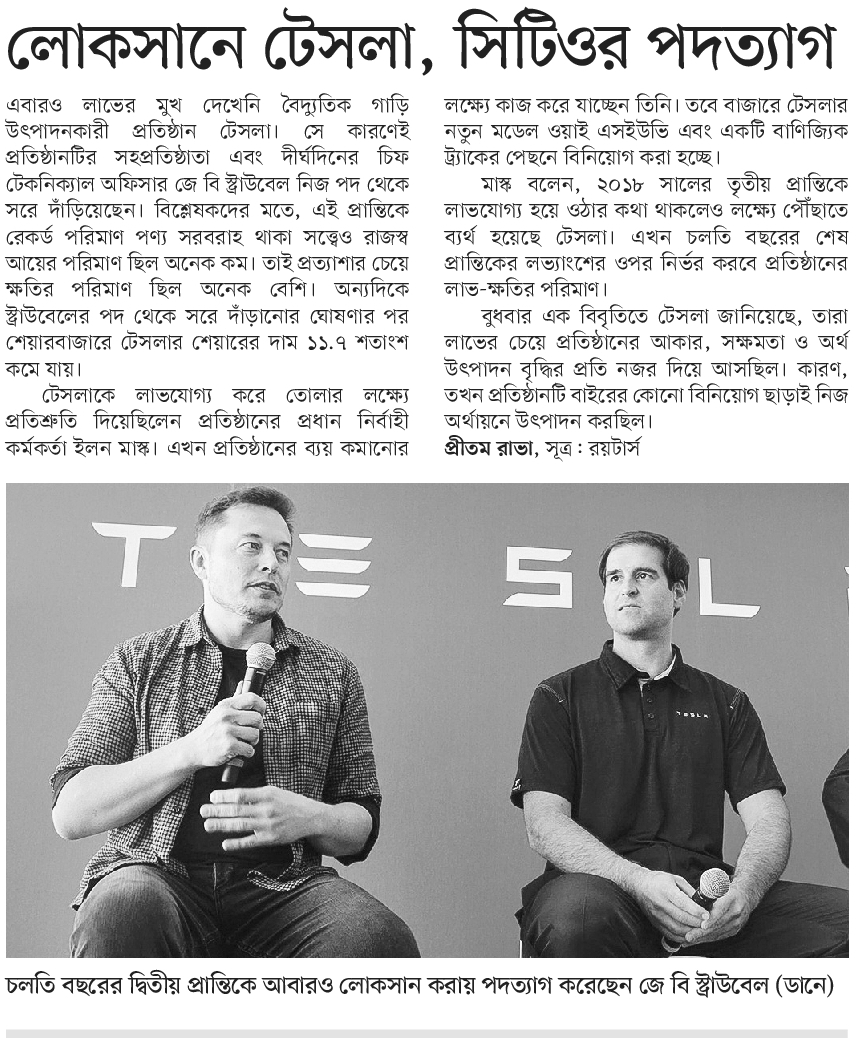 লোকসানে টেসলা, সিটিওর পদত্যাগ
এবারও লাভের মুখ দেখেনি বৈদ্যুতিক গাড়ি
উৎপাদনকারী প্রতিষ্ঠান টেসলা। সে কারণেই
প্রতিষ্ঠানটির সহপ্রতিষ্ঠাতা এবং দীর্ঘদিনের চিফ
টেকনিক্যাল অফিসার জে বি স্ট্রাউবেল নিজ পদ থেকে
সরে দাঁড়িয়েছেন। বিশ্লেষকদের মতে, এই প্রান্তিকে
রেকর্ড পরিমাণ পণ্য সরবরাহ থাকা সত্ত্বেও রাজস্ব
আয়ের পরিমাণ ছিল অনেক কম। তাই প্রত্যাশার চেয়ে
ক্ষতির পরিমাণ ছিল অনেক বেশি। অন্যদিকে
স্ট্রাউবেলের পদ থেকে সরে দাঁড়ানোর ঘোষণার পর
শেয়ারবাজারে টেসলার শেয়ারের দাম ১১.৭ শতাংশ
কমে যায়।
টেসলাকে লাভযোগ্য করে তোলার লক্ষ্যে
প্রতিশ্রুতি দিয়েছিলেন প্রতিষ্ঠানের প্রধান নির্বাহী
কর্মকর্তা ইলন মাস্ক। এখন প্রতিষ্ঠানের ব্যয় কমানোর
লক্ষ্যে কাজ করে যাচ্ছেন তিনি। তবে বাজারে টেসলার
নতুন মডেল ওয়াই এসইউভি এবং একটি বাণিজ্যিক
ট্র্যাকের পেছনে বিনিয়োগ করা হচ্ছে।
মাস্ক বলেন, ২০১৮ সালের তৃতীয় প্রান্তিকে
লাভযোগ্য হয়ে ওঠার কথা থাকলেও লক্ষ্যে পৌঁছাতে
ব্যর্থ হয়েছে টেসলা। এখন চলতি বছরের শেষ
প্রান্তিকের লভ্যাংশের ওপর নির্ভর করবে প্রতিষ্ঠানের
লাভ-ক্ষতির পরিমাণ।
বুধবার এক বিবৃতিতে টেসলা জানিয়েছে, তারা
লাভের চেয়ে প্রতিষ্ঠানের আকার, সক্ষমতা ও অর্থ
উৎপাদন বৃদ্ধির প্রতি নজর দিয়ে আসছিল। কারণ,
তখন প্রতিষ্ঠানটি বাইরের কোনো বিনিয়োগ ছাড়াই নিজ
অর্থায়নে উৎপাদন করছিল।
প্রীতম রাভা, সূত্র : রয়টার্স
T E S L
TESLA
চলতি বছরের দ্বিতীয় প্রান্তিকে আবারও লোকসান করায় পদত্যাগ করেছেন জে বি স্ট্রাউবেল (ডানে)